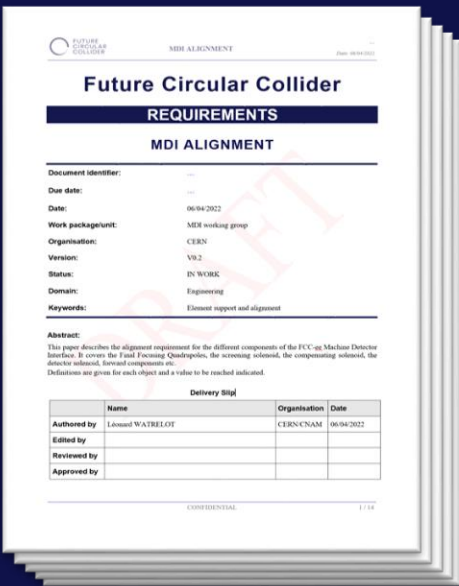 FUTURE
CIRCULAR
COLLIDER
MDI ALIGNMENT
...
Date: 06/04/2022
Future Circular Collider
REQUIREMENTS
MDI ALIGNMENT
Document identifier: ....
Due date: ....
Date: 06/04/2022
Work package/unit: MDI working group
Organisation: CERN
Version: V0.2
Status: IN WORK
Domain: Engineering
Keywords: Element support and alignment
DRAFT
Abstract:
This paper describes the alignment requirement for the different components of the FCC-ee Machine Detector
Interface. It covers the Final Focusing Quadrupoles, the screening solenoid, the compensating solenoid, the
detector solenoid, forward components etc.
Definitions are given for each object and a value to be reached indicated.
Delivery Slip
Name Organisation Date
Authored by Léonard WATRELOT CERN/CNAM 06/04/2022
Edited by
Reviewed by
Approved by
CONFIDENTIAL 1 / 14